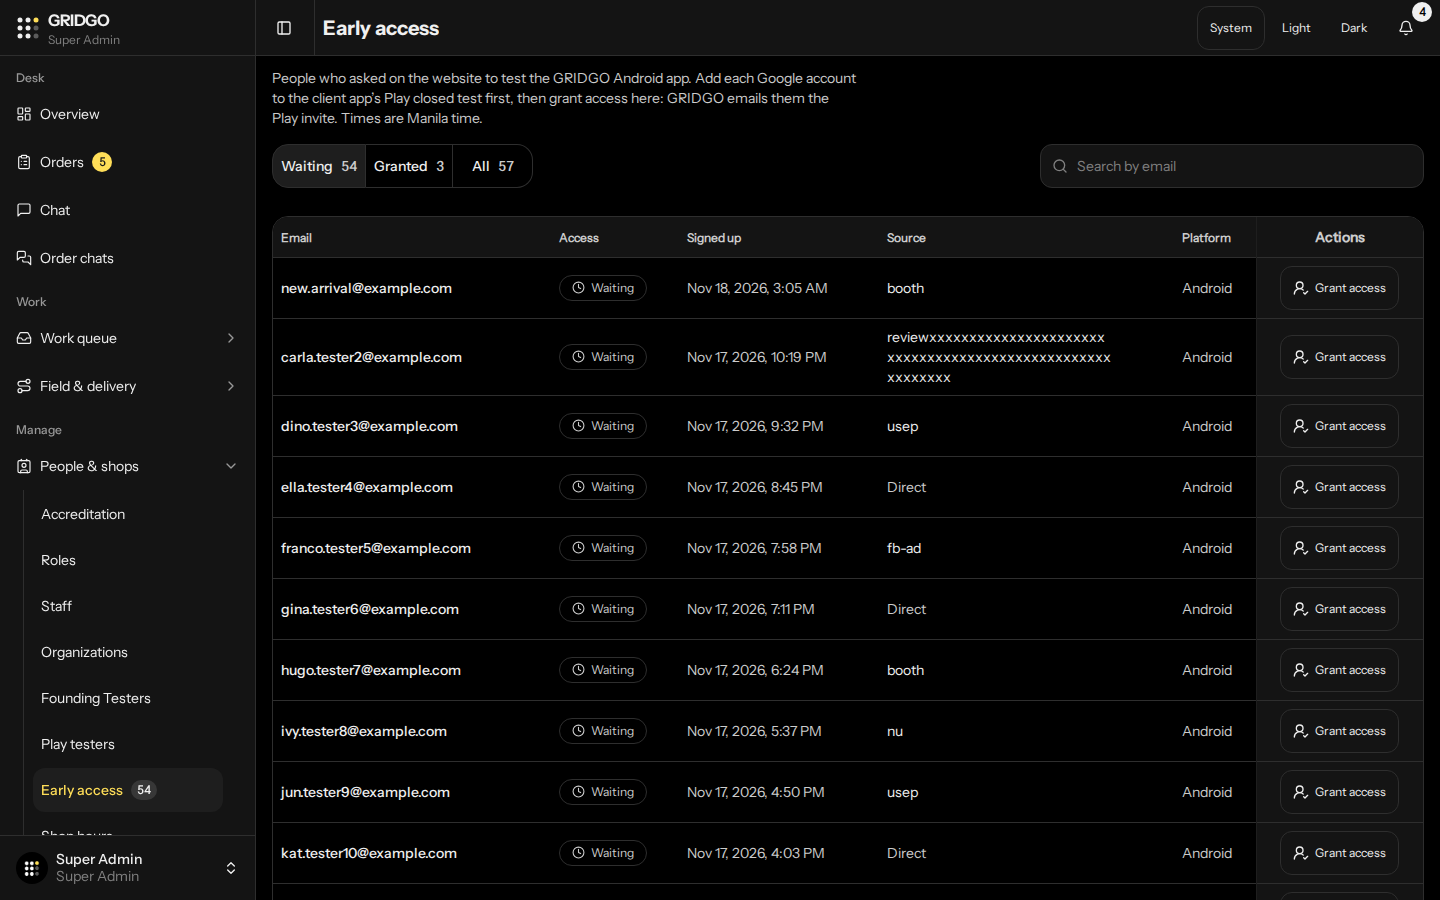 GRIDGO
Super Admin
Early access
System
Light
Dark
4
Desk
Overview
Orders 5
Chat
Order chats
Work
Work queue
Field & delivery
Manage
People & shops
Accreditation
Roles
Staff
Organizations
Founding Testers
Play testers
Early access 54
Shop hours
Super Admin
Super Admin
People who asked on the website to test the GRIDGO Android app. Add each Google account
to the client app's Play closed test first, then grant access here: GRIDGO emails them the
Play invite. Times are Manila time.
Waiting 54
Granted 3
All 57
Search by email
Email Access Signed up Source Platform Actions
new.arrival@example.com Waiting Nov 18, 2026, 3:05 AM booth Android Grant access
reviewxxxxxxxxxxxxxxxxxxxxxx
carla.tester2@example.com Waiting Nov 17, 2026, 10:19 PM xxxxxxxxxxxxxxxxxxxxxxxxxxxx Android Grant access
xxxxxxxx
dino.tester3@example.com Waiting Nov 17, 2026, 9:32 PM usep Android Grant access
ella.tester4@example.com Waiting Nov 17, 2026, 8:45 PM Direct Android Grant access
franco.tester5@example.com Waiting Nov 17, 2026, 7:58 PM fb-ad Android Grant access
gina.tester6@example.com Waiting Nov 17, 2026, 7:11 PM Direct Android Grant access
hugo.tester7@example.com Waiting Nov 17, 2026, 6:24 PM booth Android Grant access
ivy.tester8@example.com Waiting Nov 17, 2026, 5:37 PM nu Android Grant access
jun.tester9@example.com Waiting Nov 17, 2026, 4:50 PM usep Android Grant access
kat.tester10@example.com Waiting Nov 17, 2026, 4:03 PM Direct Android Grant access